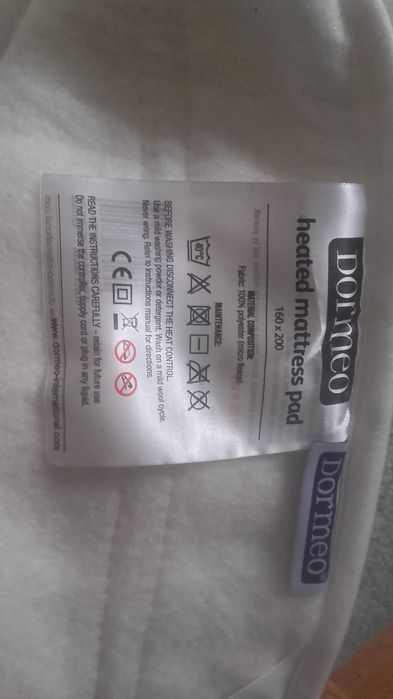 Dormeo
heated mattress pad
160 x 200
MATERIAL COMPOSITION:
Fabric: 100% polyester (micro fleece)
MAINTENANCE:
40°C
BEFORE WASHING DISCONNECT THE HEAT CONTROL.
Use a mild washing powder or detergent. Wash on a mild wool cycle.
Never wring. Refer to instructions manual for directions.
CE
READ THE INSTRUCTIONS CAREFULLY - retain for future use
Do not immerse the controller, supply cord or plug in any liquid.
www.dormeo-international.com
Dormeo®